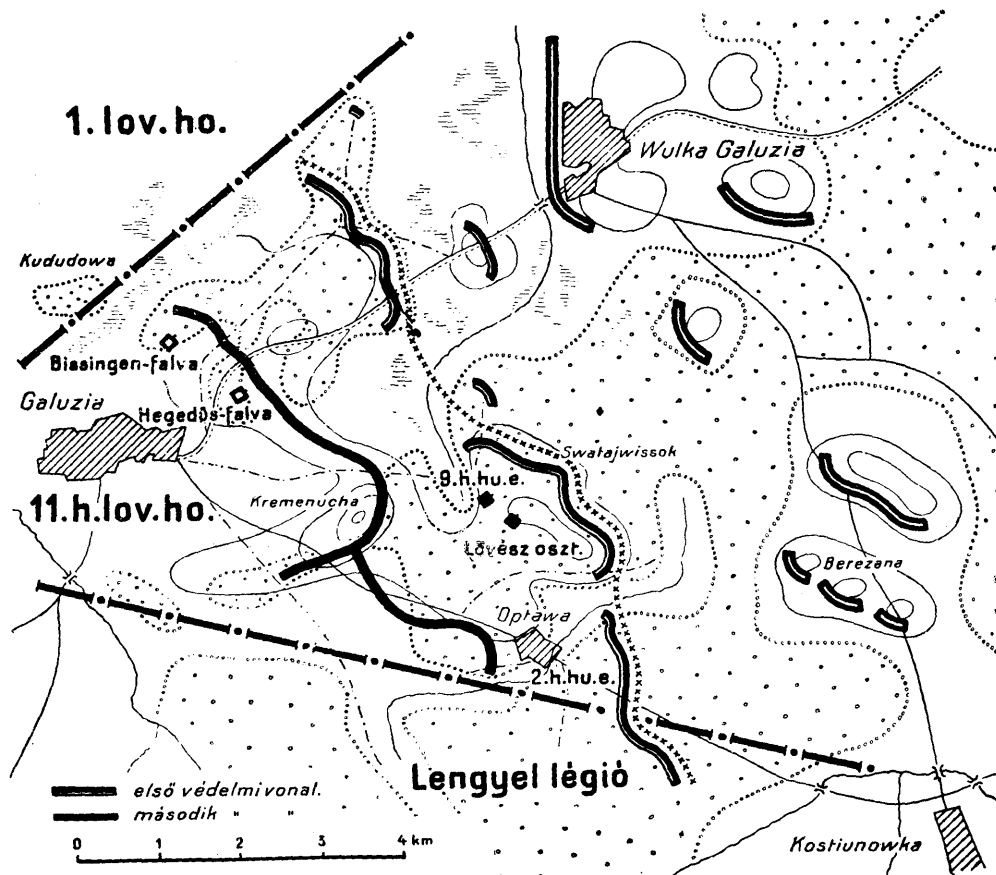 1. lov. ho.
Wulka Galuzia
Kududowa
Bissingen-falva
Galuzia
Hegedűs-falva
Swatajwissok
9.h.hu.e.
Kremenucha
11.h.lov.ho.
Lövész oszt.
Berezana
Optawa
2.h.hu.e.
Lengyel légió
első védelmi vonal.
második " "
0 1 2 3 4 km
Kostiunowka